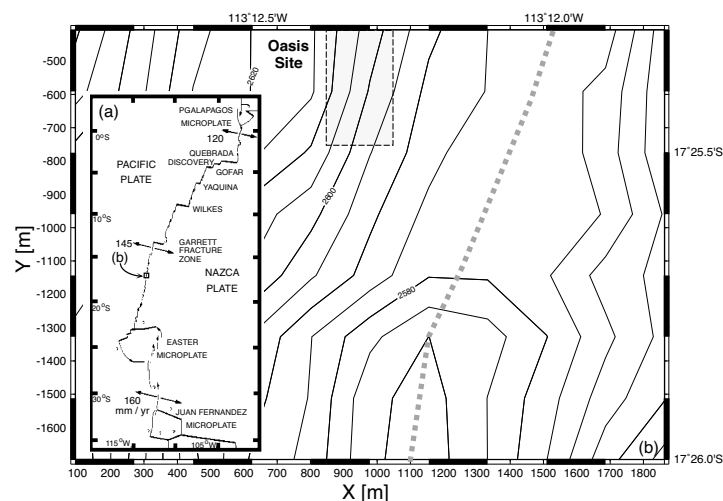 113°12.5'W 113°12.0'W
Oasis
Site
2620
2600
2580
(a)
PGALAPAGOS
MICROPLATE
120
0°S
QUEBRADA
DISCOVERY
GOFAR
PACIFIC
PLATE
YAQUINA
WILKES
10°S
145
GARRETT
FRACTURE
ZONE
(b)
NAZCA
PLATE
20°S
EASTER
MICROPLATE
30°S
160
mm / yr
JUAN FERNANDEZ
MICROPLATE
115°W 105°W
17°25.5'S
17°26.0'S
(b)
Y [m]
-500
-600
-700
-800
-900
-1000
-1100
-1200
-1300
-1400
-1500
-1600
100 200 300 400 500 600 700 800 900 1000 1100 1200 1300 1400 1500 1600 1700 1800
X [m]